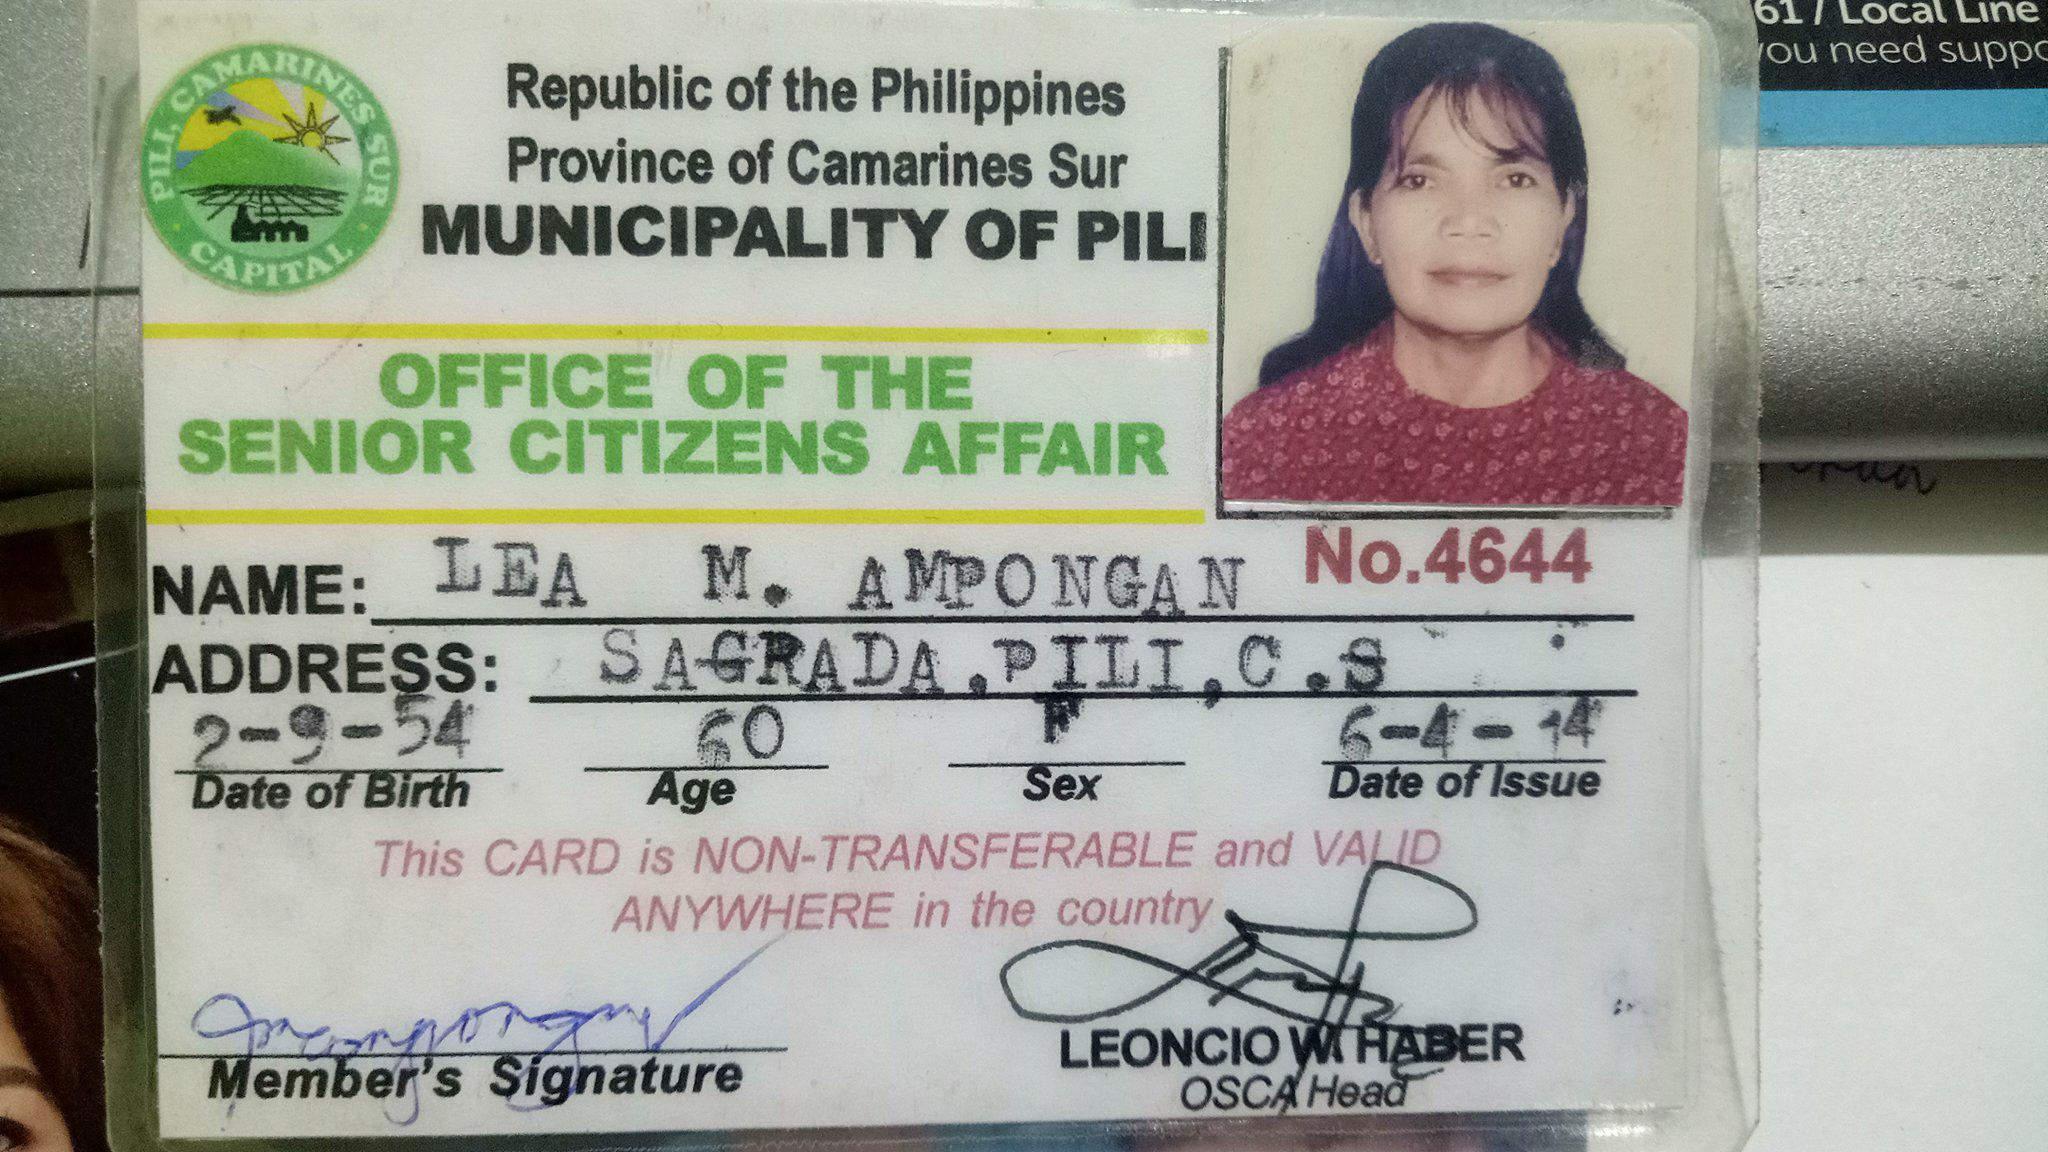 61 / Local Line
you need suppo
PILI, CAMARINES SUR
CAPITAL
Republic of the Philippines
Province of Camarines Sur
MUNICIPALITY OF PILI
OFFICE OF THE
SENIOR CITIZENS AFFAIR
No.4644
NAME: LEA M. AMPONGAN
ADDRESS: SAGRADA.PILI,C.S
2-9-54 60 F 6-4-14
Date of Birth Age Sex Date of Issue
This CARD is NON-TRANSFERABLE and VALID
ANYWHERE in the country
LEONCIO W. HABER
Member's Signature
OSCA Head